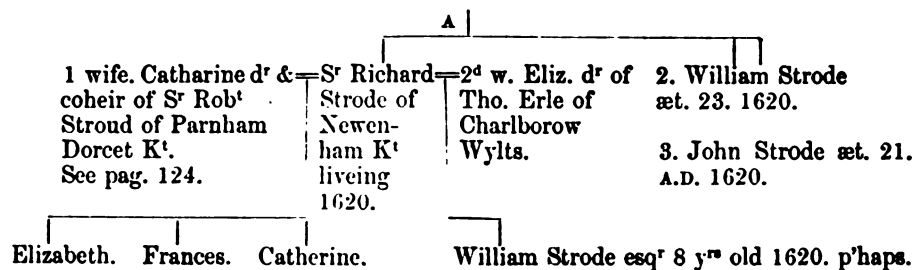 A
1 wife. Catharine dʳ &
coheir of Sʳ Robᵗ
Stroud of Parnham
Dorcet Kᵗ.
See pag. 124.
Sʳ Richard
Strode of
Newen-
ham Kᵗ
liveing
1620.
2ᵈ w. Eliz. dʳ of
Tho. Erle of
Charlborow
Wylts.
2. William Strode
æt. 23. 1620.
3. John Strode æt. 21.
A.D. 1620.
Elizabeth. Frances. Catherine. William Strode esqʳ 8 yʳˢ old 1620. p'haps.